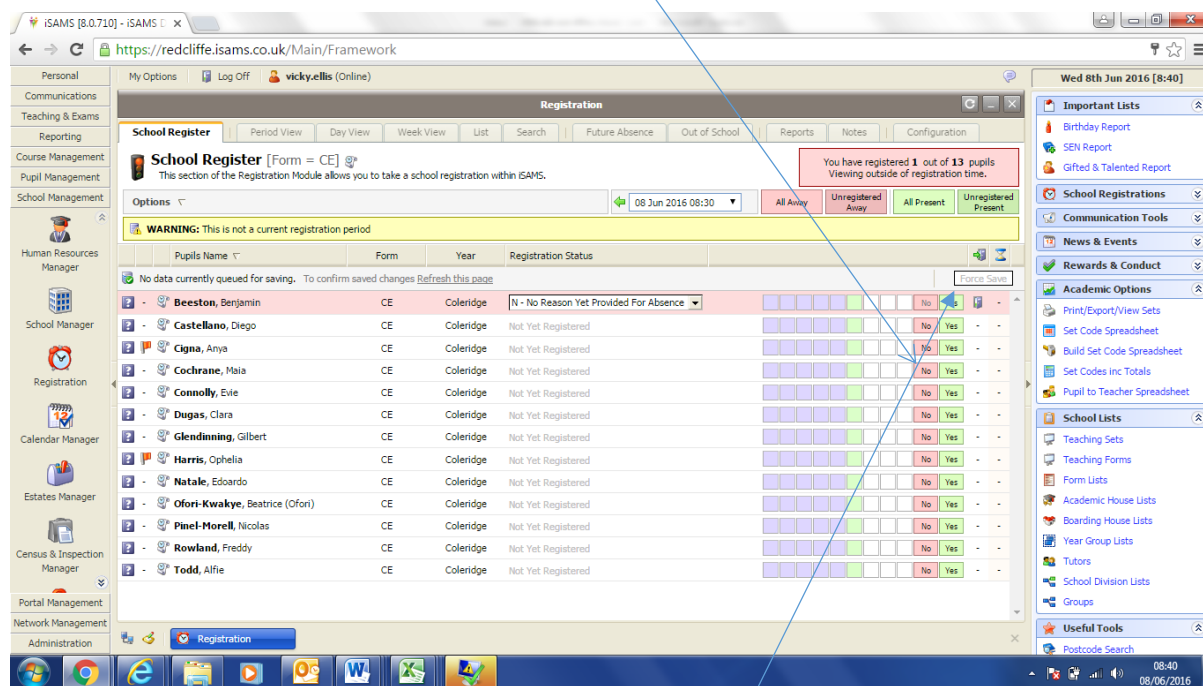 iSAMS [8.0.710] - iSAMS D
https://redcliffe.isams.co.uk/Main/Framework
Personal
Communications
Teaching & Exams
Reporting
Course Management
Pupil Management
School Management
Human Resources
Manager
School Manager
Registration
Calendar Manager
Estates Manager
Census & Inspection
Manager
Portal Management
Network Management
Administration
My Options Log Off vicky.ellis (Online)
Registration
School Register Period View Day View Week View List Search Future Absence Out of School Reports Notes Configuration
School Register [Form = CE]
This section of the Registration Module allows you to take a school registration within iSAMS.
You have registered 1 out of 13 pupils
Viewing outside of registration time.
Options 08 Jun 2016 08:30 All Away Unregistered Away All Present Unregistered Present
WARNING: This is not a current registration period
Pupils Name Form Year Registration Status
No data currently queued for saving. To confirm saved changes Refresh this page Force Save
? - Beeston, Benjamin CE Coleridge N - No Reason Yet Provided For Absence No -
? - Castellano, Diego CE Coleridge Not Yet Registered No Yes - -
? Cigna, Anya CE Coleridge Not Yet Registered No Yes - -
? - Cochrane, Maia CE Coleridge Not Yet Registered No Yes - -
? - Connolly, Evie CE Coleridge Not Yet Registered No Yes - -
? - Dugas, Clara CE Coleridge Not Yet Registered No Yes - -
? - Glendinning, Gilbert CE Coleridge Not Yet Registered No Yes - -
? Harris, Ophelia CE Coleridge Not Yet Registered No Yes - -
? - Natale, Edoardo CE Coleridge Not Yet Registered No Yes - -
? - Ofori-Kwakye, Beatrice (Ofori) CE Coleridge Not Yet Registered No Yes - -
? - Pinel-Morell, Nicolas CE Coleridge Not Yet Registered No Yes - -
? - Rowland, Freddy CE Coleridge Not Yet Registered No Yes - -
? - Todd, Alfie CE Coleridge Not Yet Registered No Yes - -
Registration
Wed 8th Jun 2016 [8:40]
Important Lists
Birthday Report
SEN Report
Gifted & Talented Report
School Registrations
Communication Tools
News & Events
Rewards & Conduct
Academic Options
Print/Export/View Sets
Set Code Spreadsheet
Build Set Code Spreadsheet
Set Codes inc Totals
Pupil to Teacher Spreadsheet
School Lists
Teaching Sets
Teaching Forms
Form Lists
Academic House Lists
Boarding House Lists
Year Group Lists
Tutors
School Division Lists
Groups
Useful Tools
Postcode Search
08:40
08/06/2016